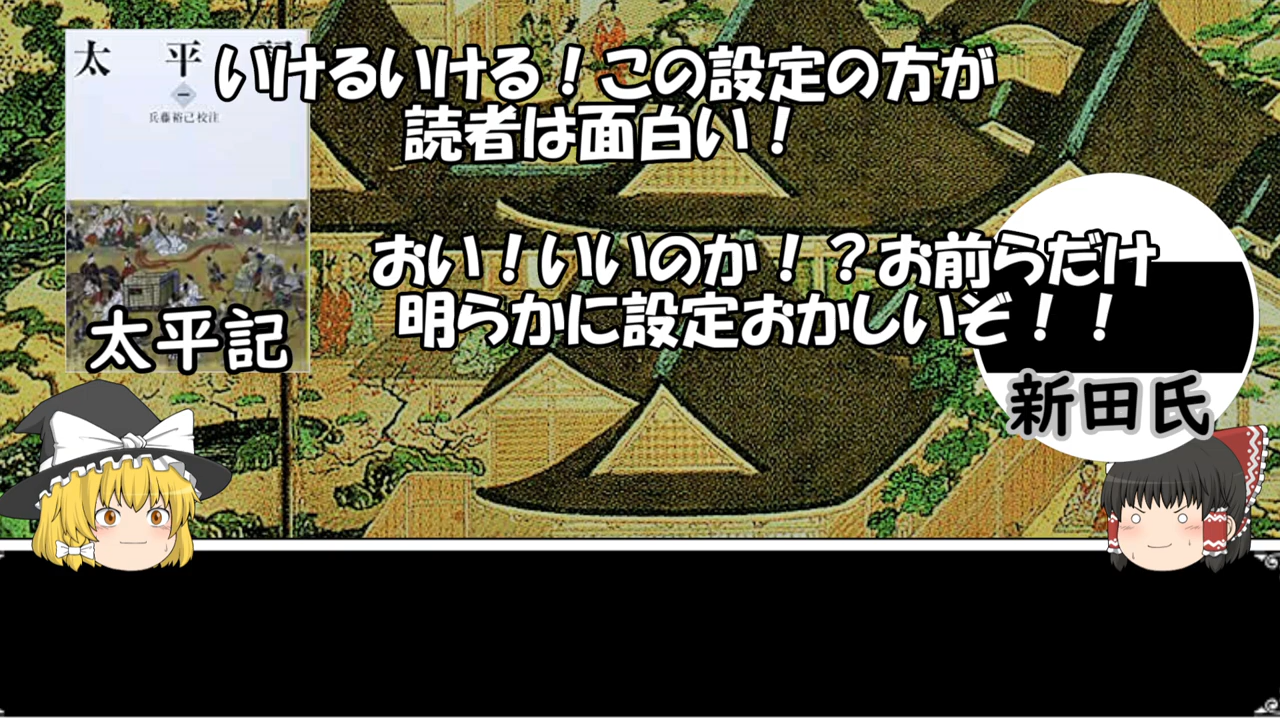 太 平
一
兵藤裕己校注
いけるいける！この設定の方が
読者は面白い！
おい！いいのか！？お前らだけ
明らかに設定おかしいぞ！！
太平記
新田氏